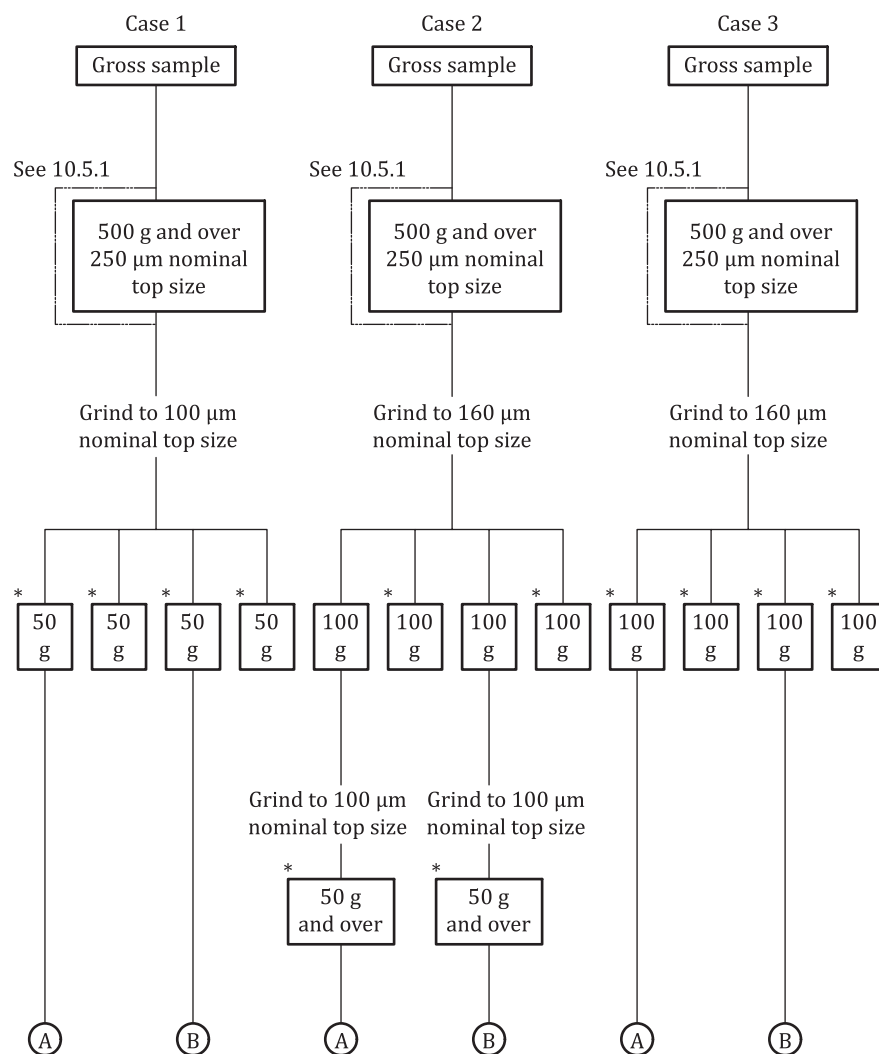 Case 1
Case 2
Case 3
Gross sample
Gross sample
Gross sample
See 10.5.1
See 10.5.1
See 10.5.1
500 g and over
250 µm nominal
top size
500 g and over
250 µm nominal
top size
500 g and over
250 µm nominal
top size
Grind to 100 µm
nominal top size
Grind to 160 µm
nominal top size
Grind to 160 µm
nominal top size
*
50
g
*
50
g
*
50
g
*
50
g
100
g
*
100
g
100
g
*
100
g
*
100
g
*
100
g
*
100
g
*
100
g
Grind to 100 µm
nominal top size
Grind to 100 µm
nominal top size
*
50 g
and over
*
50 g
and over
A
B
A
B
A
B